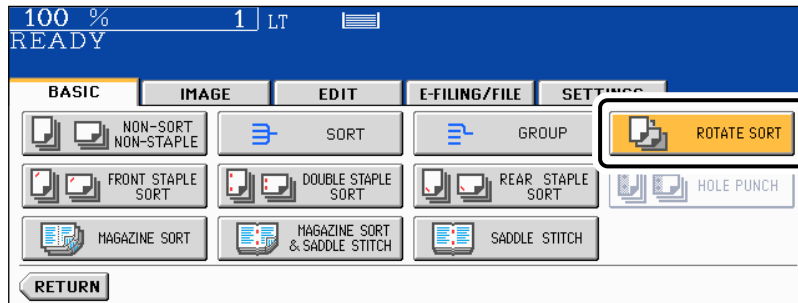 100 % 1 LT
READY
BASIC IMAGE EDIT E-FILING/FILE SETTINGS
NON-SORT
NON-STAPLE
SORT
GROUP
ROTATE SORT
FRONT STAPLE
SORT
DOUBLE STAPLE
SORT
REAR STAPLE
SORT
HOLE PUNCH
MAGAZINE SORT
MAGAZINE SORT
& SADDLE STITCH
SADDLE STITCH
RETURN